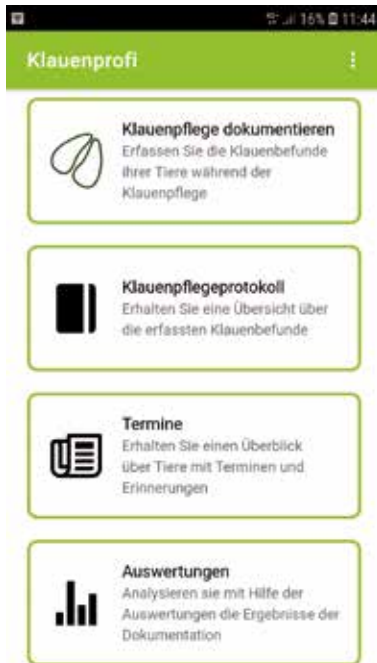 16% 11:44
Klauenprofi
Klauenpflege dokumentieren
Erfassen Sie die Klauenbefunde
ihrer Tiere während der
Klauenpflege
Klauenpflegeprotokoll
Erhalten Sie eine Übersicht über
die erfassten Klauenbefunde
Termine
Erhalten Sie einen Überblick
über Tiere mit Terminen und
Erinnerungen
Auswertungen
Analysieren sie mit Hilfe der
Auswertungen die Ergebnisse der
Dokumentation